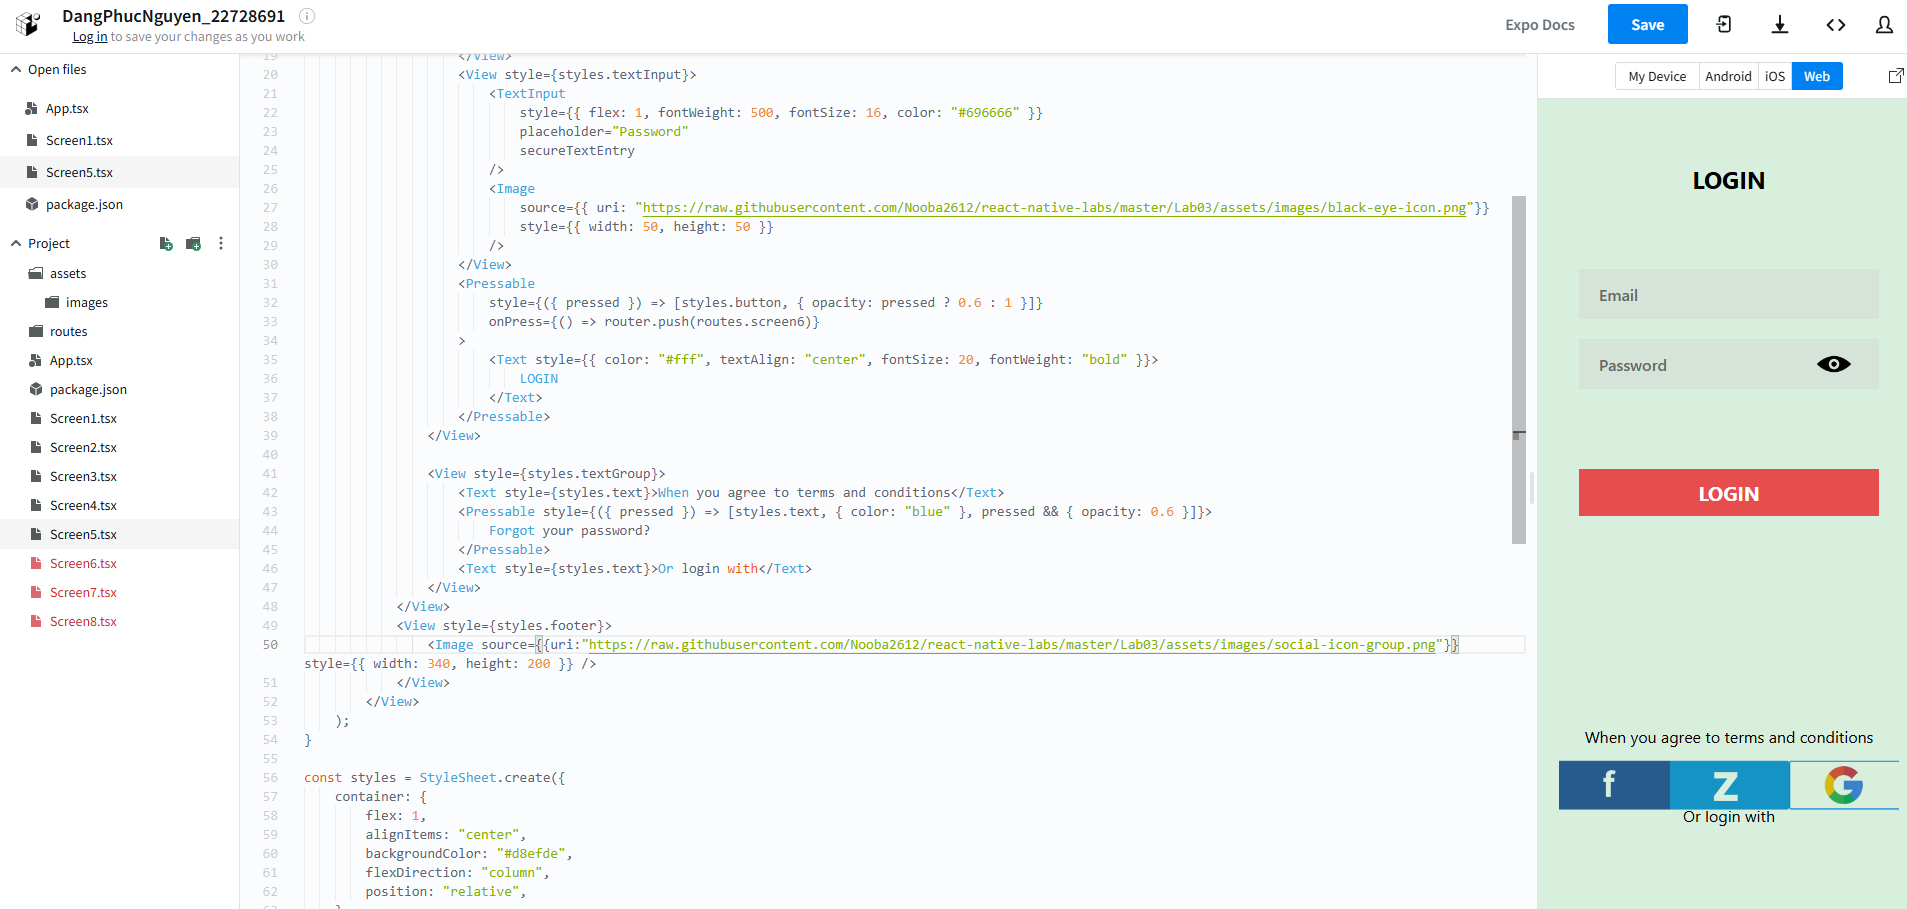 DangPhucNguyen_22728691
Log in to save your changes as you work
Expo Docs
Save
Open files
App.tsx
Screen1.tsx
Screen5.tsx
package.json
Project
assets
images
routes
App.tsx
package.json
Screen1.tsx
Screen2.tsx
Screen3.tsx
Screen4.tsx
Screen5.tsx
Screen6.tsx
Screen7.tsx
Screen8.tsx
19 </View>
20 <View style={styles.textInput}>
21 <TextInput
22 style={{ flex: 1, fontWeight: 500, fontSize: 16, color: "#696666" }}
23 placeholder="Password"
24 secureTextEntry
25 />
26 <Image
27 source={{ uri: "https://raw.githubusercontent.com/Nooba2612/react-native-labs/master/Lab03/assets/images/black-eye-icon.png"}}
28 style={{ width: 50, height: 50 }}
29 />
30 </View>
31 <Pressable
32 style={({ pressed }) => [styles.button, { opacity: pressed ? 0.6 : 1 }]}
33 onPress={() => router.push(routes.screen6)}
34 >
35 <Text style={{ color: "#fff", textAlign: "center", fontSize: 20, fontWeight: "bold" }}>
36 LOGIN
37 </Text>
38 </Pressable>
39 </View>
40
41 <View style={styles.textGroup}>
42 <Text style={styles.text}>When you agree to terms and conditions</Text>
43 <Pressable style={({ pressed }) => [styles.text, { color: "blue" }, pressed && { opacity: 0.6 }]}>
44 Forgot your password?
45 </Pressable>
46 <Text style={styles.text}>Or login with</Text>
47 </View>
48 </View>
49 <View style={styles.footer}>
50 <Image source={{uri:"https://raw.githubusercontent.com/Nooba2612/react-native-labs/master/Lab03/assets/images/social-icon-group.png"}}
style={{ width: 340, height: 200 }} />
51 </View>
52 </View>
53 );
54 }
55
56 const styles = StyleSheet.create({
57 container: {
58 flex: 1,
59 alignItems: "center",
60 backgroundColor: "#d8efde",
61 flexDirection: "column",
62 position: "relative",
My Device
Android
iOS
Web
LOGIN
Email
Password
LOGIN
When you agree to terms and conditions
f Z G
Or login with